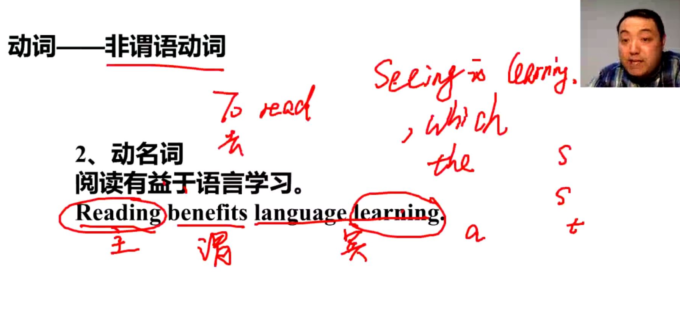 动词——非谓语动词
Seeing is learning.
To read
去
, which
the s
s
2、动名词
阅读有益于语言学习。
Reading benefits language learning.
主 谓 宾
a t